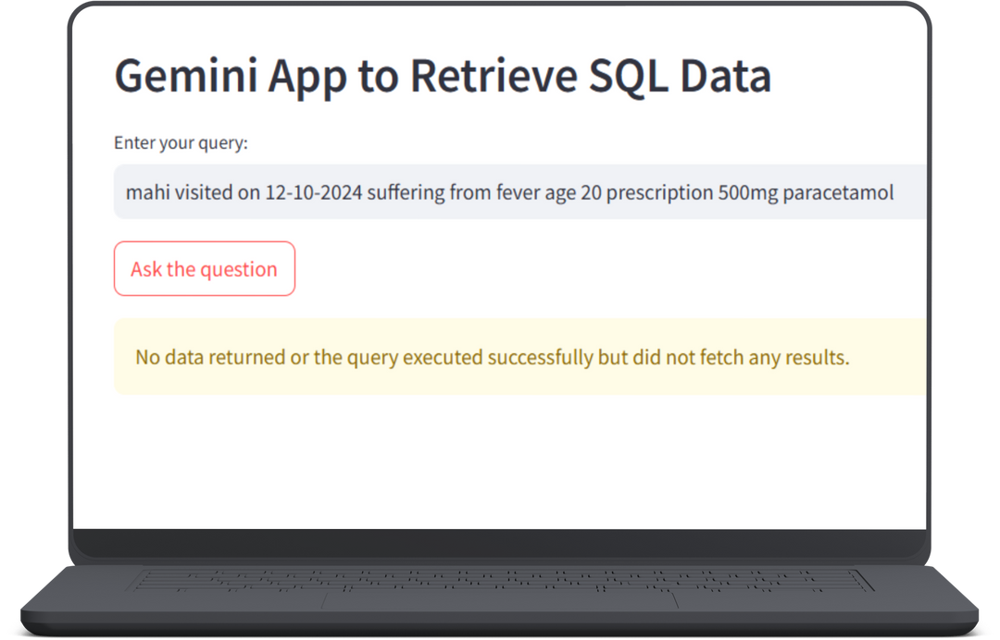 Gemini App to Retrieve SQL Data
Enter your query:
mahi visited on 12-10-2024 suffering from fever age 20 prescription 500mg paracetamol
Ask the question
No data returned or the query executed successfully but did not fetch any results.